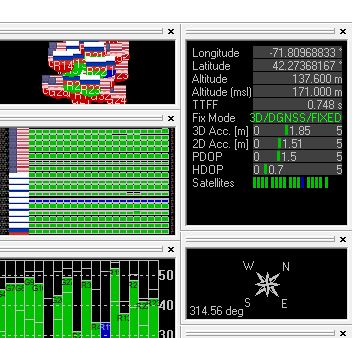 Longitude -71.80968833 °
Latitude 42.27368167 °
Altitude 137.600 m
Altitude (msl) 171.000 m
TTFF 0.748 s
Fix Mode 3D/DGNSS/FIXED
3D Acc. [m] 0 1.85 5
2D Acc. [m] 0 1.51 5
PDOP 0 1.5 5
HDOP 0 0.7 5
Satellites
W N
S E
314.56 deg
50
40
30